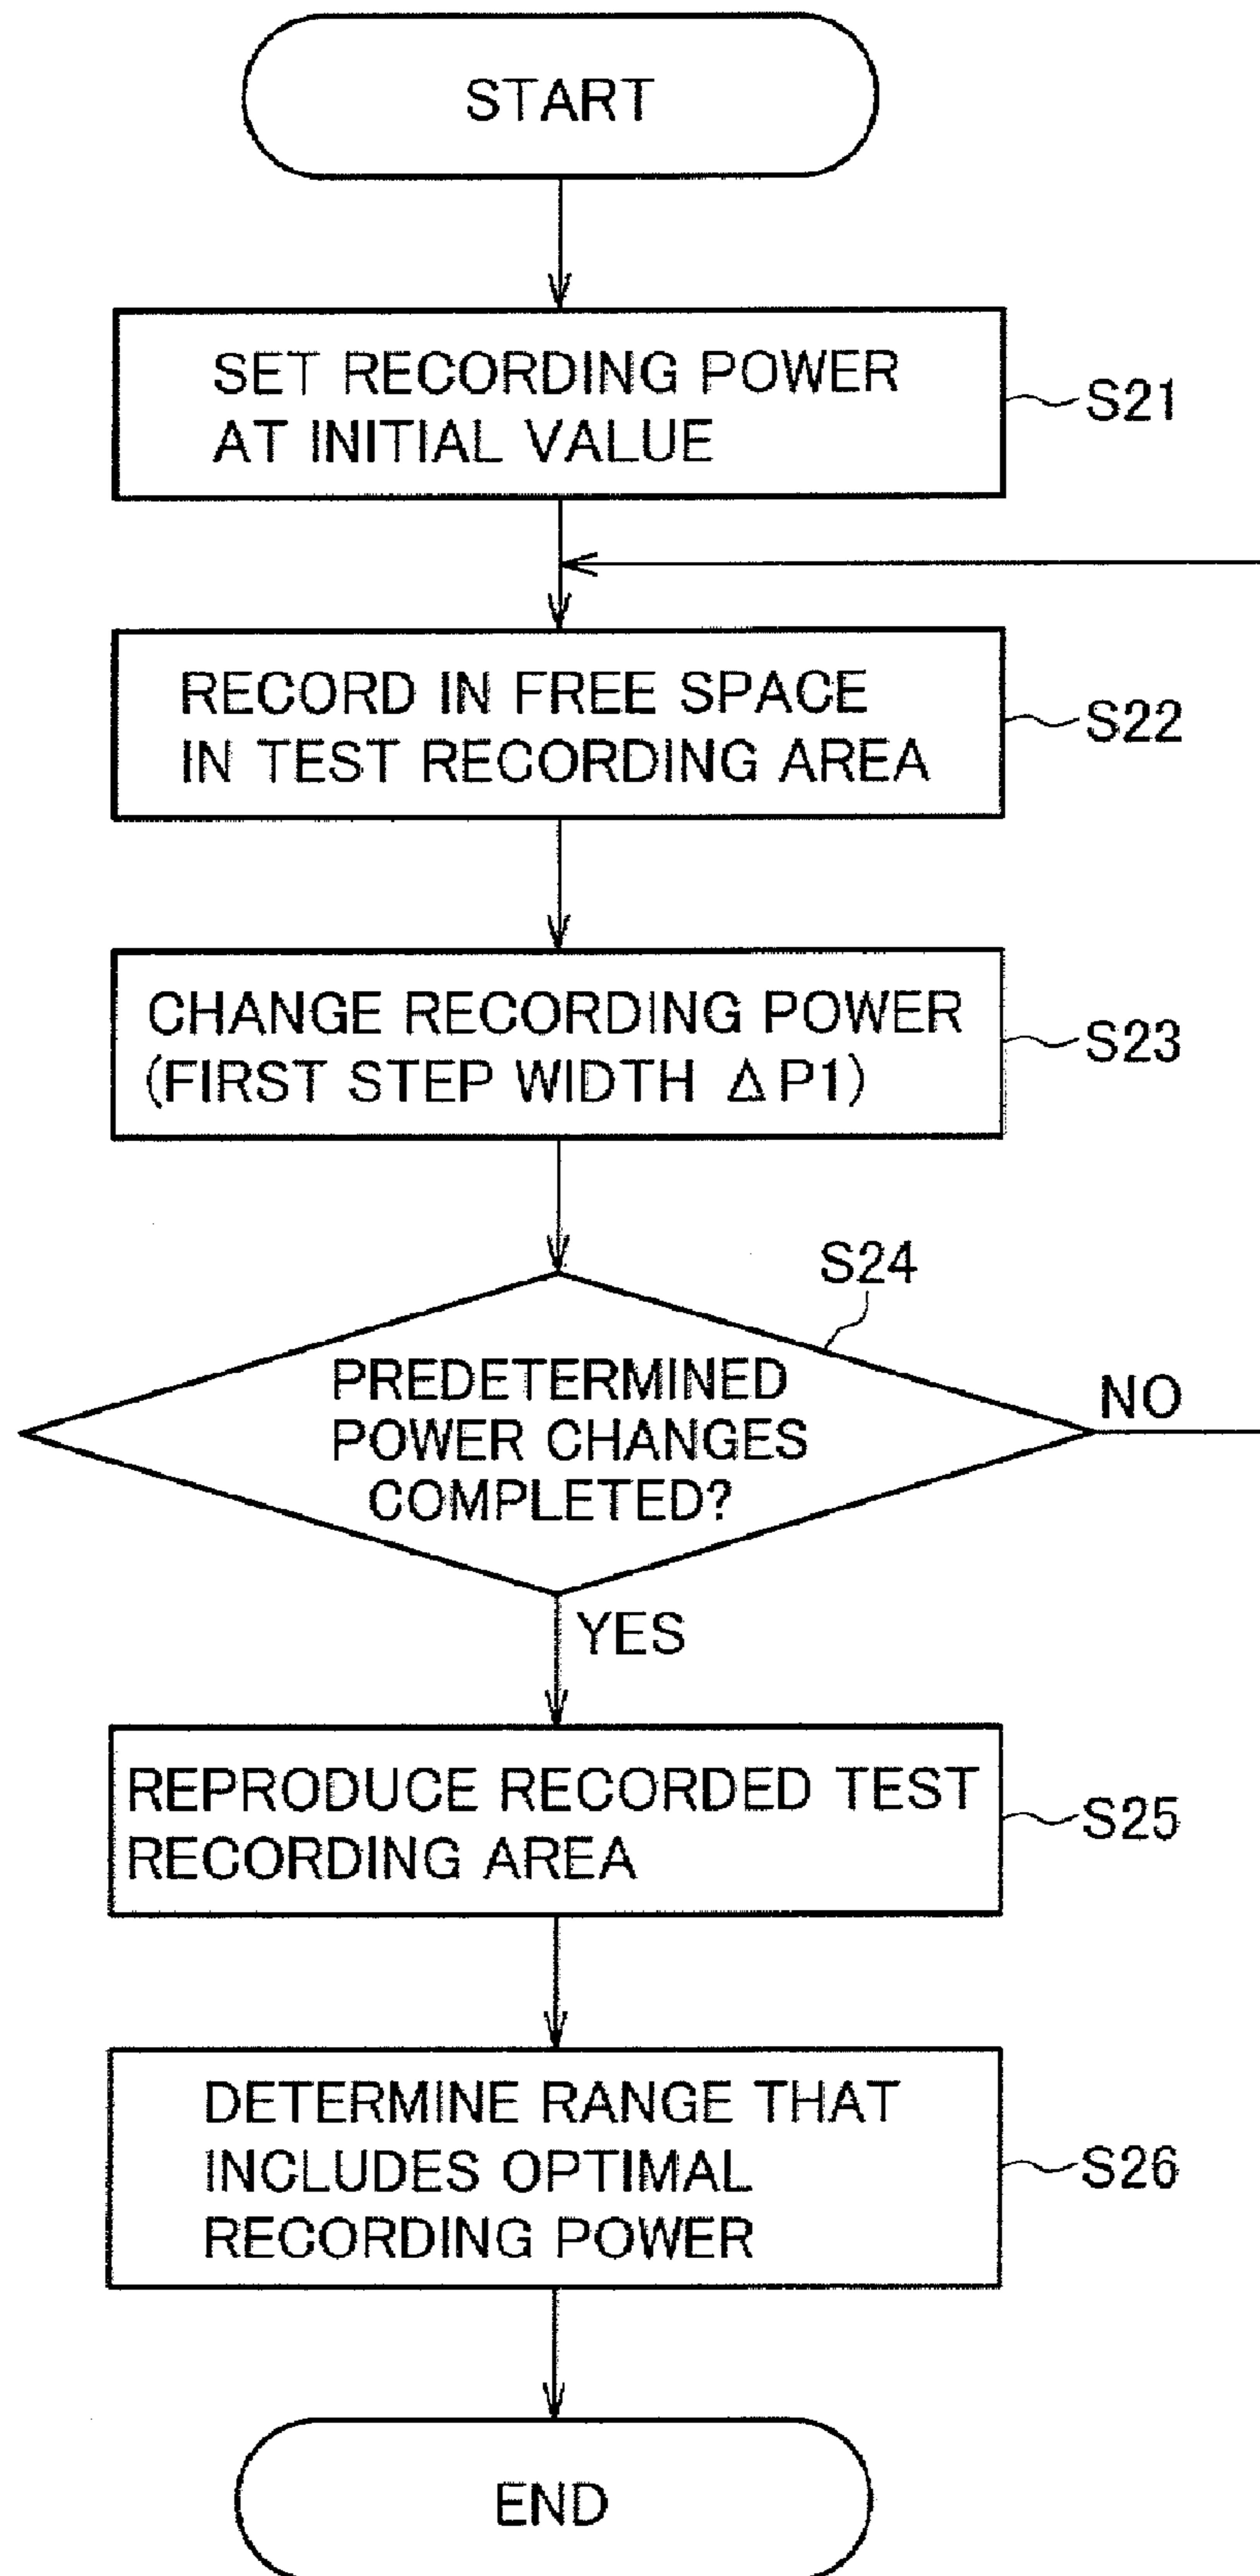 START
SET RECORDING POWER
AT INITIAL VALUE
S21
RECORD IN FREE SPACE
IN TEST RECORDING AREA
S22
CHANGE RECORDING POWER
(FIRST STEP WIDTH ΔP1)
S23
S24
PREDETERMINED
POWER CHANGES
COMPLETED?
NO
YES
REPRODUCE RECORDED TEST
RECORDING AREA
S25
DETERMINE RANGE THAT
INCLUDES OPTIMAL
RECORDING POWER
S26
END